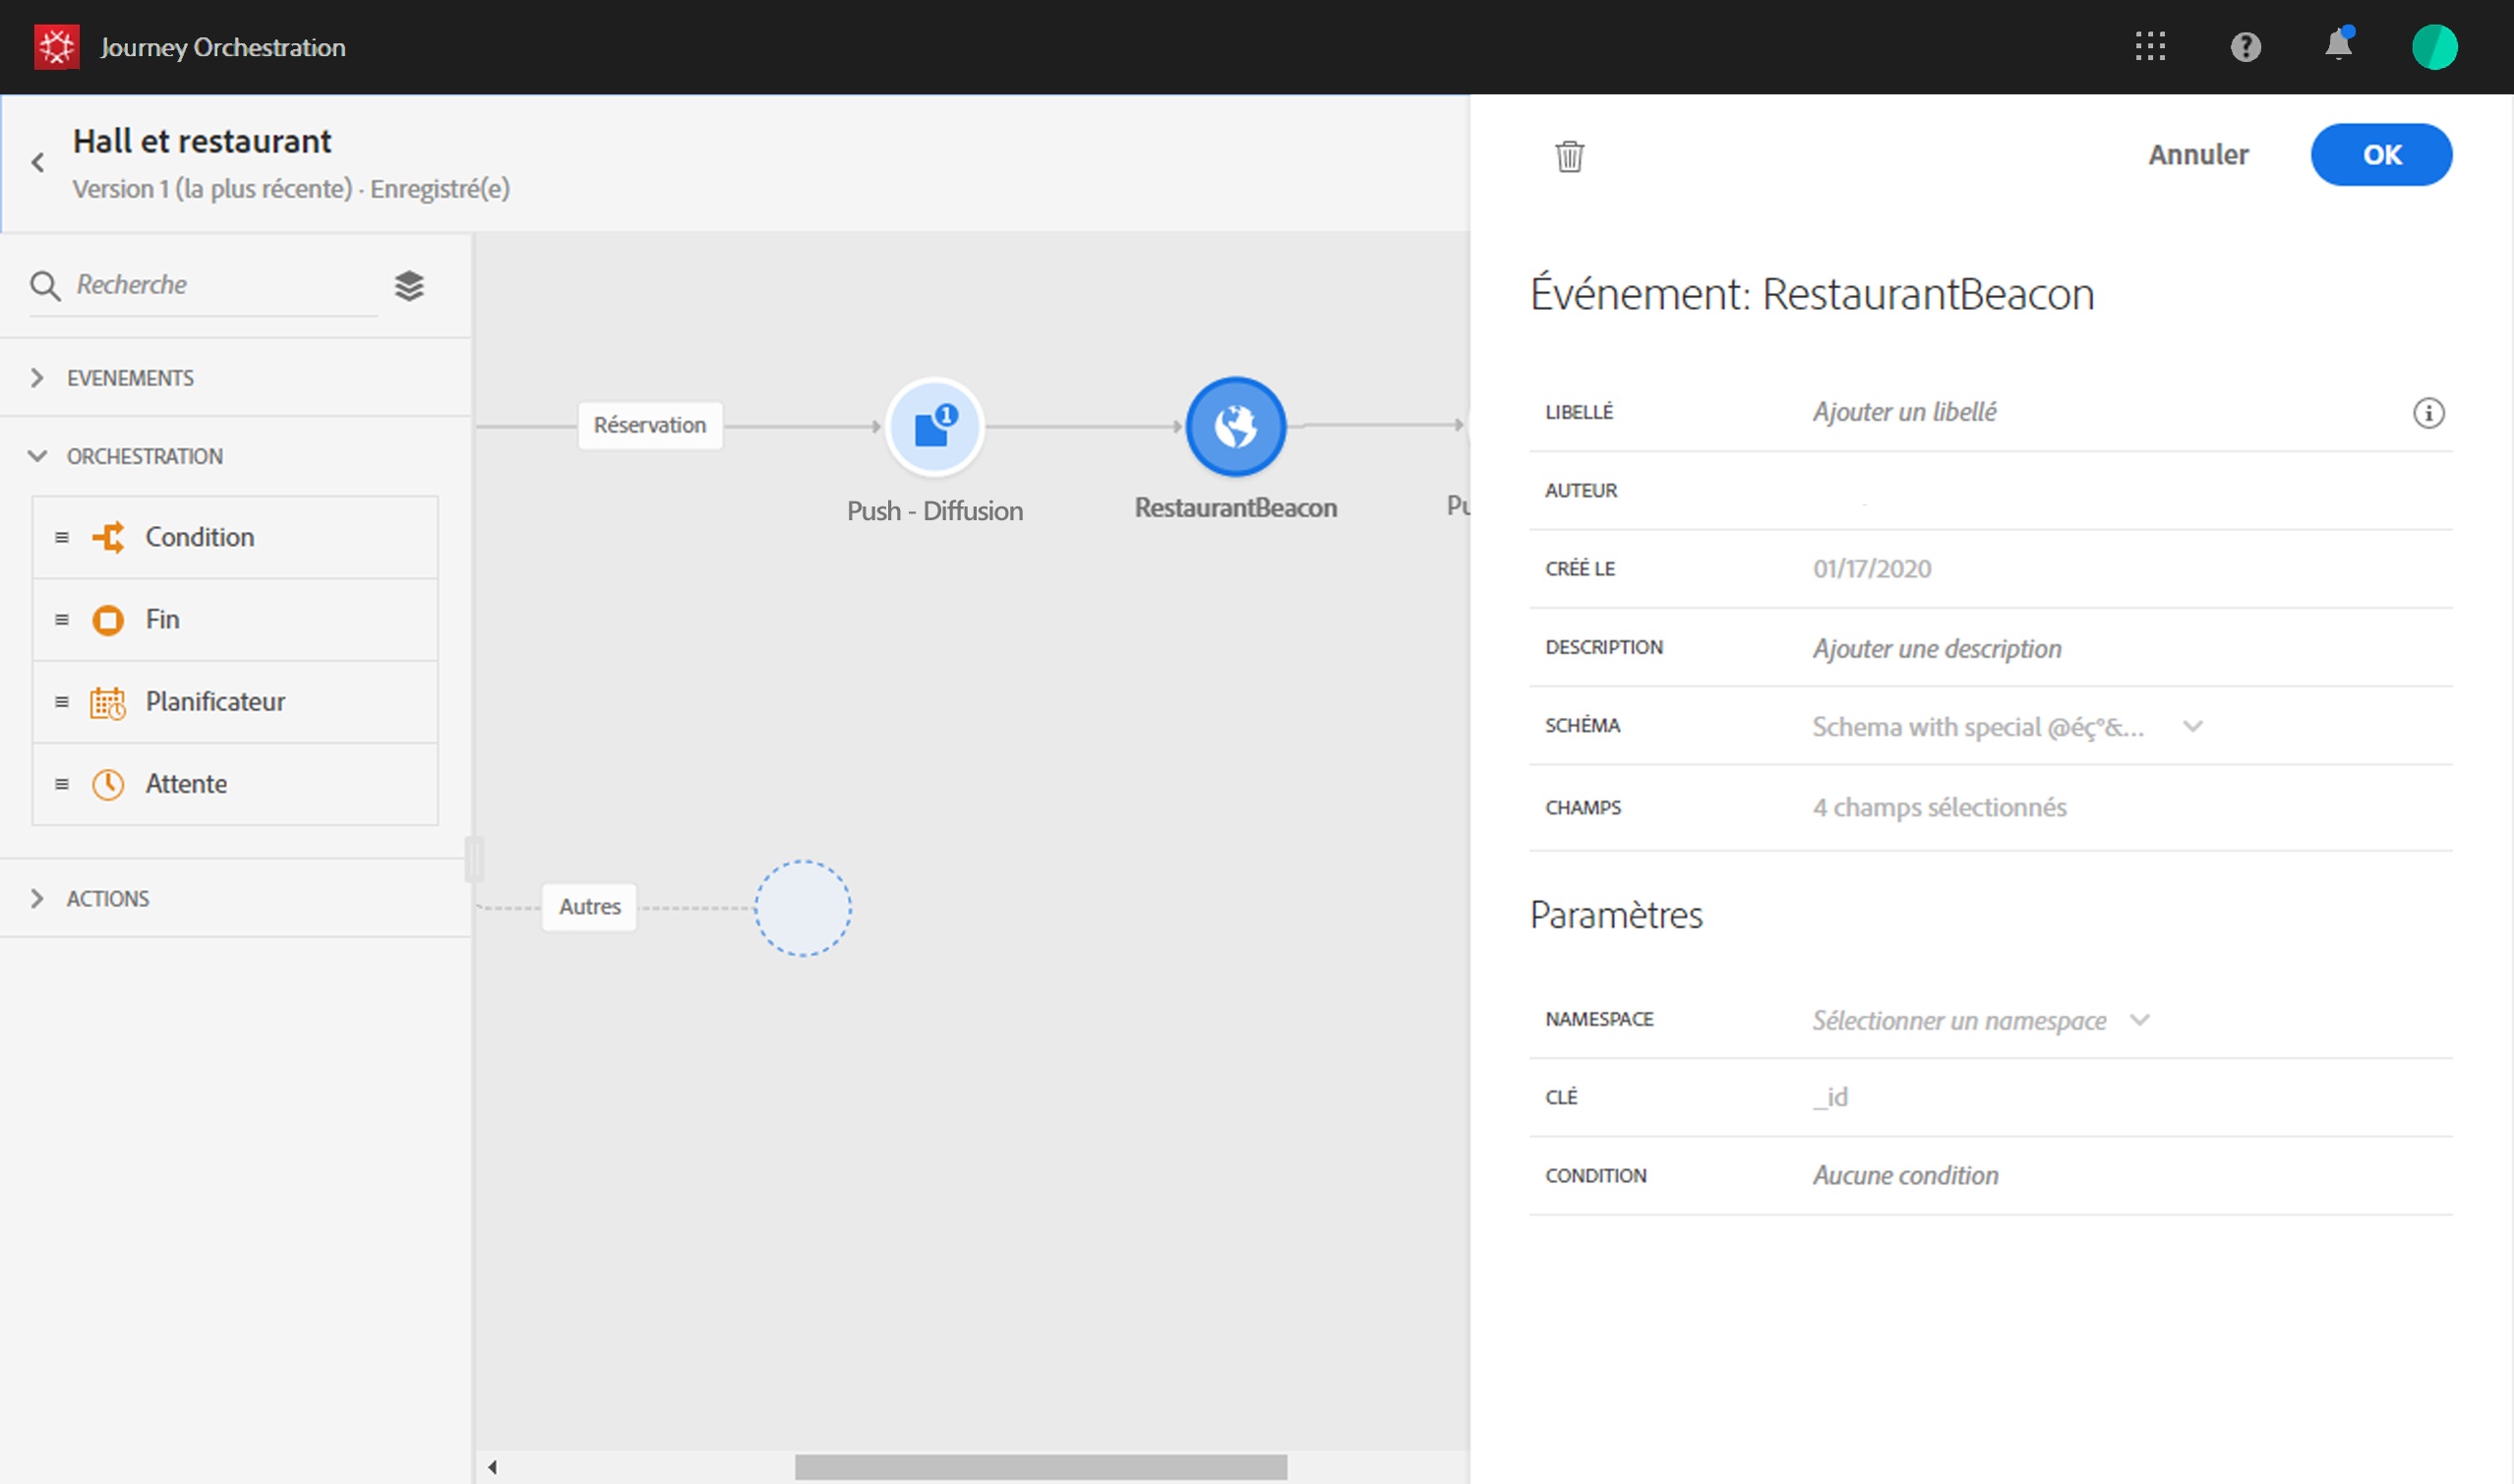 Journey Orchestration
Hall et restaurant
Version 1 (la plus récente) · Enregistré(e)
Annuler
OK
Recherche
EVENEMENTS
ORCHESTRATION
Condition
Fin
Planificateur
Attente
ACTIONS
Réservation
1
Push - Diffusion
RestaurantBeacon
Pu
Autres
Événement: RestaurantBeacon
LIBELLÉ Ajouter un libellé
AUTEUR
CRÉÉ LE 01/17/2020
DESCRIPTION Ajouter une description
SCHÉMA Schema with special @éç°&...
CHAMPS 4 champs sélectionnés
Paramètres
NAMESPACE Sélectionner un namespace
CLÉ _id
CONDITION Aucune condition